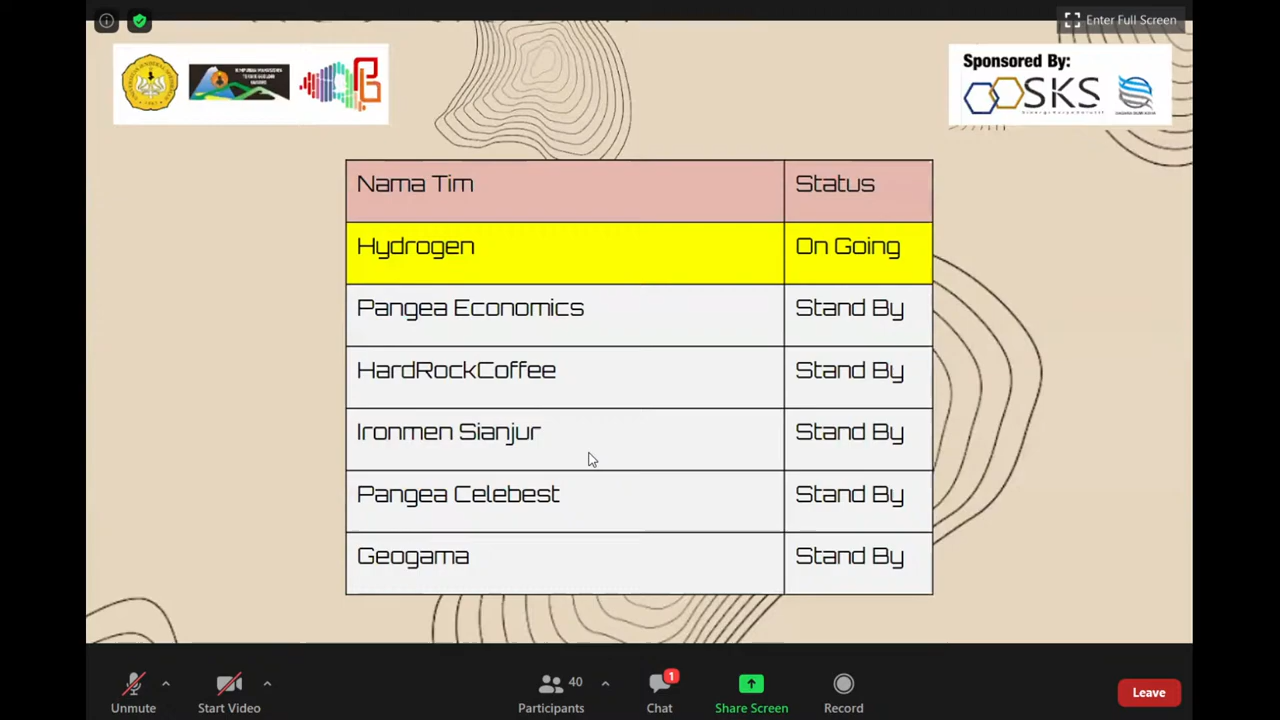 Enter Full Screen
Sponsored By:
SKS
Nama Tim Status
Hydrogen On Going
Pangea Economics Stand By
HardRockCoffee Stand By
Ironmen Sianjur Stand By
Pangea Celebest Stand By
Geogama Stand By
Unmute Start Video Participants 40 Chat 1 Share Screen Record Leave